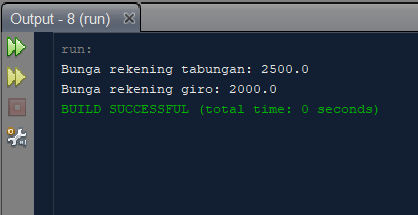 Output - 8 (run)
run:
Bunga rekening tabungan: 2500.0
Bunga rekening giro: 2000.0
BUILD SUCCESSFUL (total time: 0 seconds)